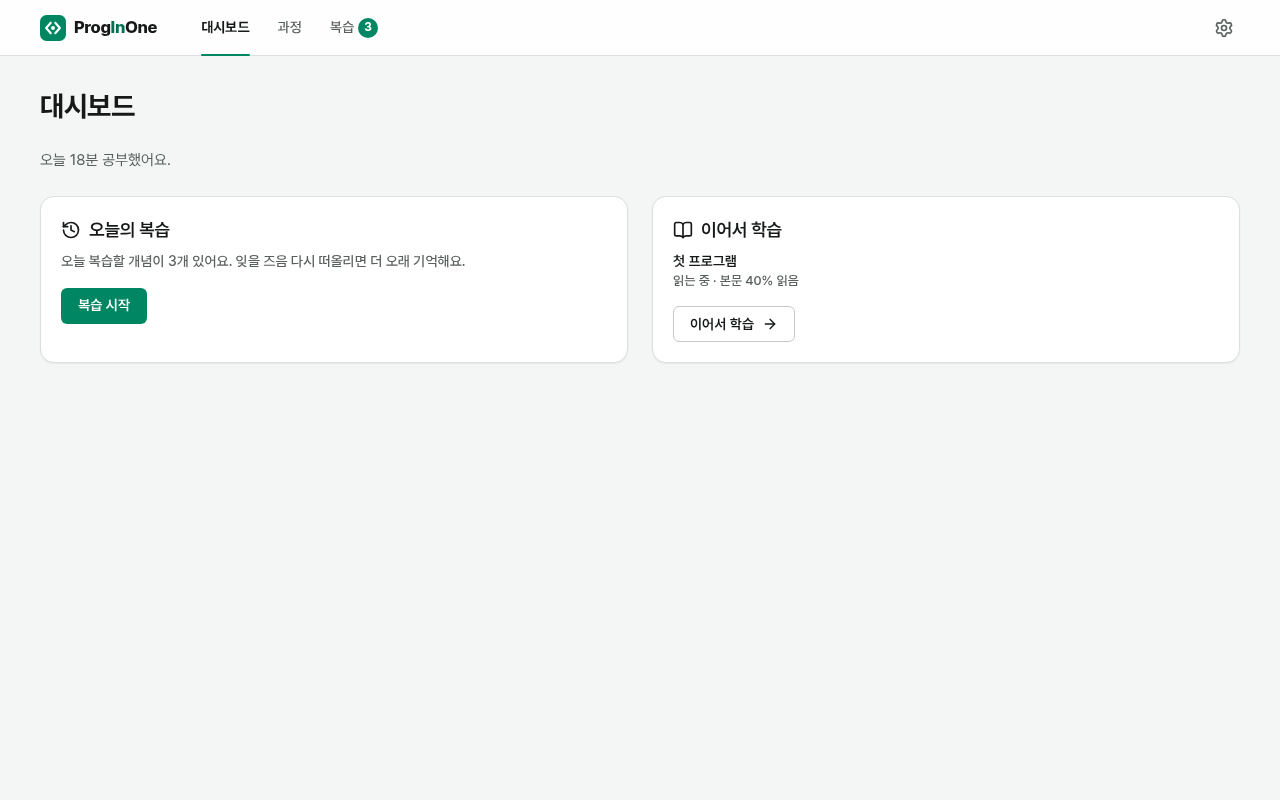 ProgInOne
대시보드
과정
복습 3
대시보드
오늘 18분 공부했어요.
오늘의 복습
오늘 복습할 개념이 3개 있어요. 잊을 즈음 다시 떠올리면 더 오래 기억해요.
복습 시작
이어서 학습
첫 프로그램
읽는 중 · 본문 40% 읽음
이어서 학습